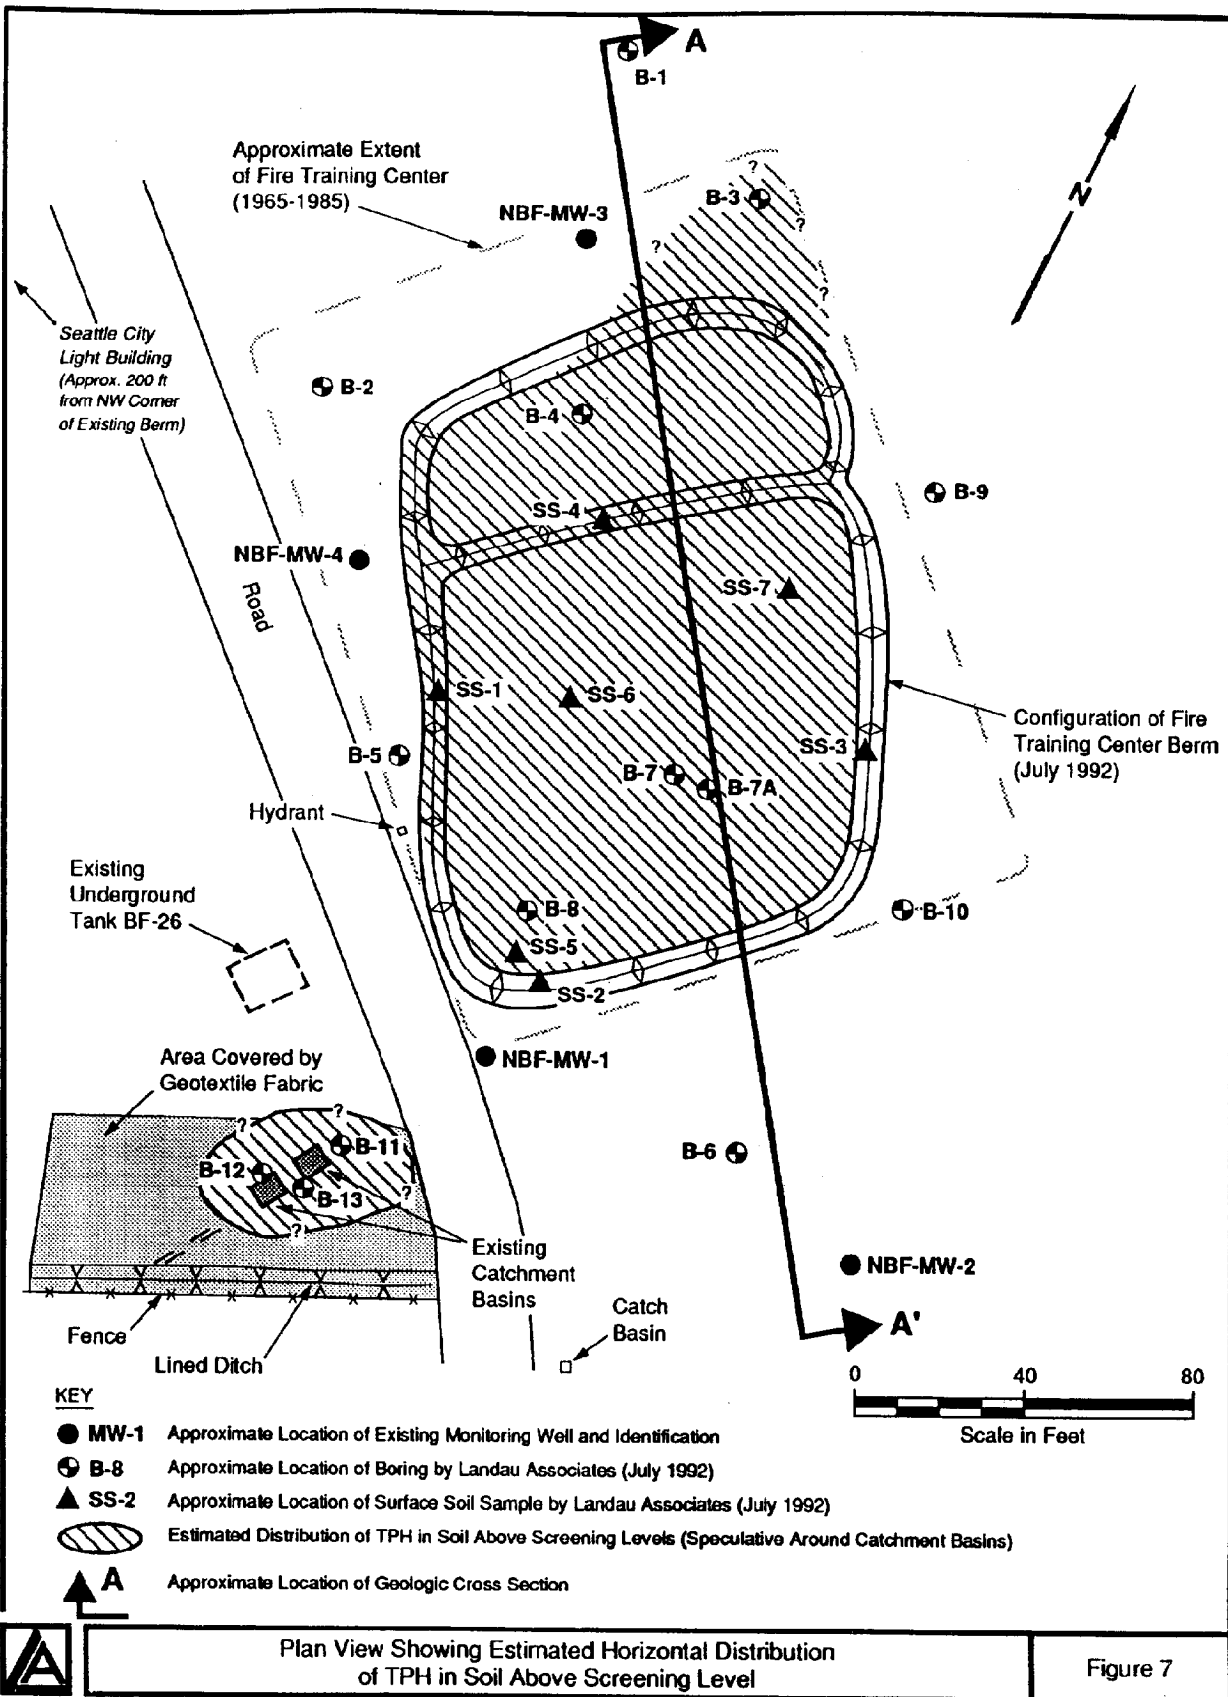 A
B-1
Approximate Extent
of Fire Training Center
(1965-1985)
NBF-MW-3
?
B-3
?
?
N
?
Seattle City
Light Building
(Approx. 200 ft
from NW Corner
of Existing Berm)
B-2
B-4
B-9
SS-4
NBF-MW-4
Road
SS-7
SS-1
SS-6
Configuration of Fire
Training Center Berm
(July 1992)
SS-3
B-5
B-7
B-7A
Hydrant
Existing
Underground
Tank BF-26
B-8
B-10
SS-5
SS-2
Area Covered by
Geotextile Fabric
NBF-MW-1
?
?
B-11
B-12
B-13
?
?
B-6
Existing
Catchment
Basins
NBF-MW-2
Catch
Basin
A'
Fence
Lined Ditch
0 40 80
Scale in Feet
KEY
MW-1 Approximate Location of Existing Monitoring Well and Identification
B-8 Approximate Location of Boring by Landau Associates (July 1992)
SS-2 Approximate Location of Surface Soil Sample by Landau Associates (July 1992)
Estimated Distribution of TPH in Soil Above Screening Levels (Speculative Around Catchment Basins)
A Approximate Location of Geologic Cross Section
Plan View Showing Estimated Horizontal Distribution
of TPH in Soil Above Screening Level
Figure 7